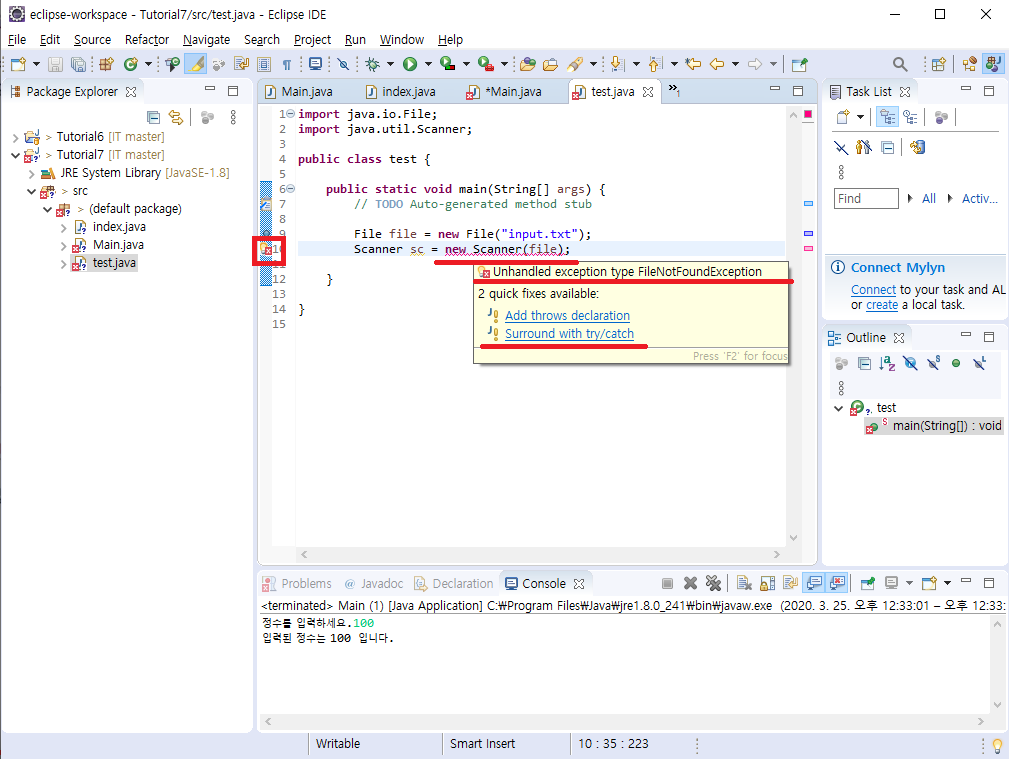 eclipse-workspace - Tutorial7/src/test.java - Eclipse IDE
File Edit Source Refactor Navigate Search Project Run Window Help
Package Explorer
Tutorial6 [IT master]
Tutorial7 [IT master]
JRE System Library [JavaSE-1.8]
src
(default package)
index.java
Main.java
test.java
Main.java index.java *Main.java test.java »1
1 import java.io.File;
2 import java.util.Scanner;
3
4 public class test {
5
6 public static void main(String[] args) {
7 // TODO Auto-generated method stub
8
9 File file = new File("input.txt");
10 Scanner sc = new Scanner(file);
12 }
13
14 }
15
Unhandled exception type FileNotFoundException
2 quick fixes available:
Add throws declaration
Surround with try/catch
Press 'F2' for focus
Task List
Find All Activ...
Connect Mylyn
Connect to your task and AL
or create a local task.
Outline
test
main(String[]) : void
Problems @ Javadoc Declaration Console
<terminated> Main (1) [Java Application] C:₩Program Files₩Java₩jre1.8.0_241₩bin₩javaw.exe (2020. 3. 25. 오후 12:33:01 – 오후 12:33:
정수를 입력하세요.100
입력된 정수는 100 입니다.
Writable Smart Insert 10 : 35 : 223